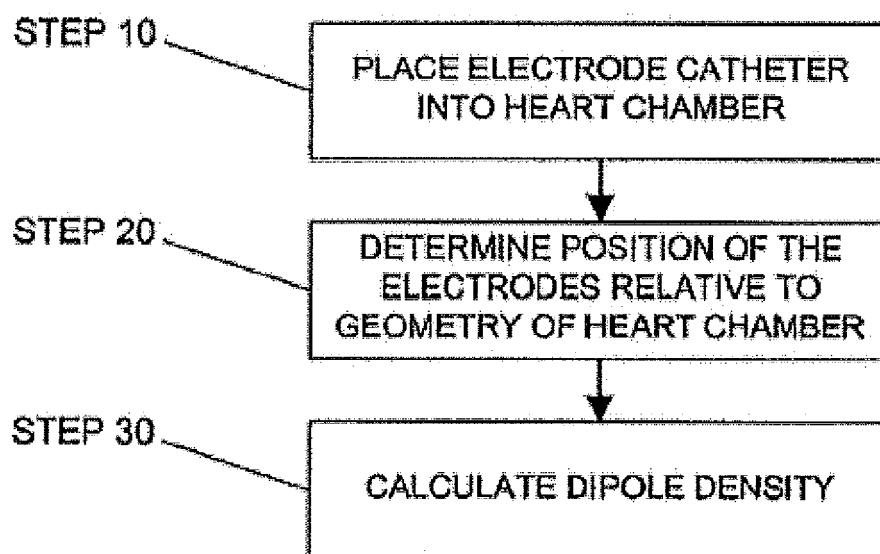 STEP 10
PLACE ELECTRODE CATHETER
INTO HEART CHAMBER
STEP 20
DETERMINE POSITION OF THE
ELECTRODES RELATIVE TO
GEOMETRY OF HEART CHAMBER
STEP 30
CALCULATE DIPOLE DENSITY